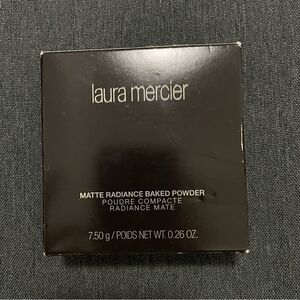 laura mercier
MATTE RADIANCE BAKED POWDER
POUDRE COMPACTE
RADIANCE MATE
7.50 g / POIDS NET WT. 0.26 OZ.